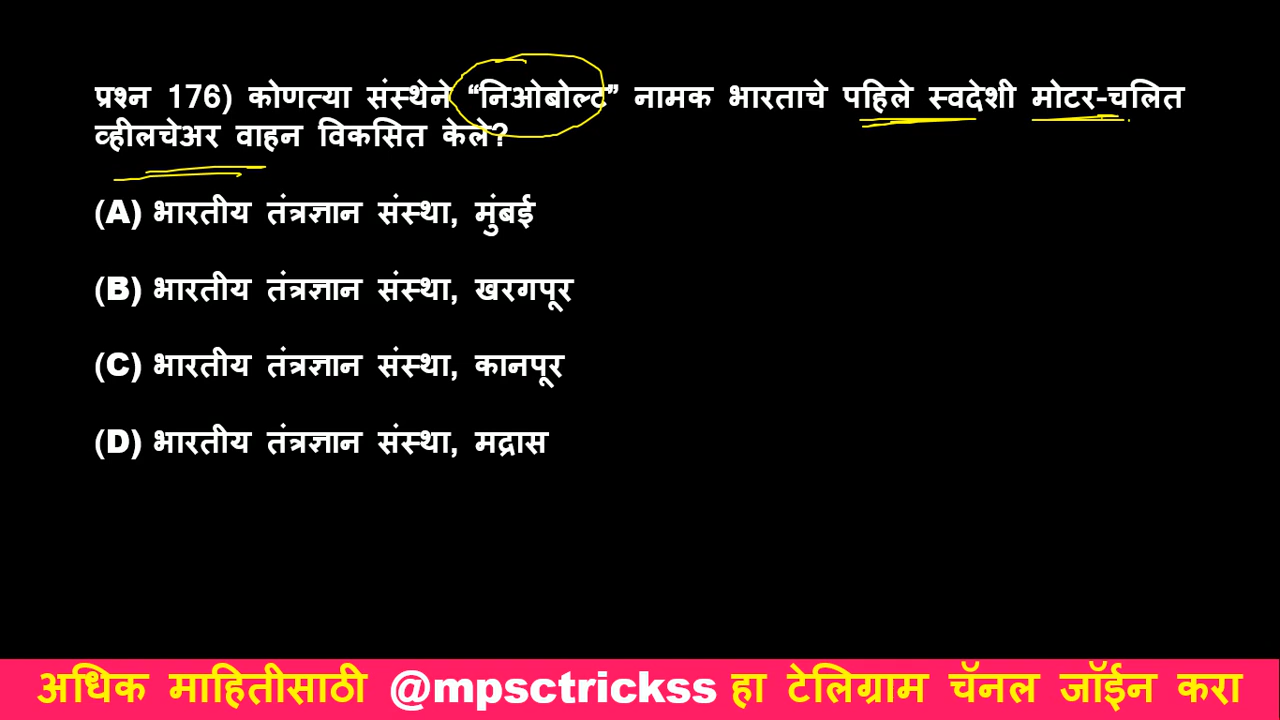 प्रश्न 176) कोणत्या संस्थेने “निओबोल्ट” नामक भारताचे पहिले स्वदेशी मोटर-चलित
व्हीलचेअर वाहन विकसित केले?
(A) भारतीय तंत्रज्ञान संस्था, मुंबई
(B) भारतीय तंत्रज्ञान संस्था, खरगपूर
(C) भारतीय तंत्रज्ञान संस्था, कानपूर
(D) भारतीय तंत्रज्ञान संस्था, मद्रास
अधिक माहितीसाठी @mpsctrickss हा टेलिग्राम चॅनल जॉईन करा